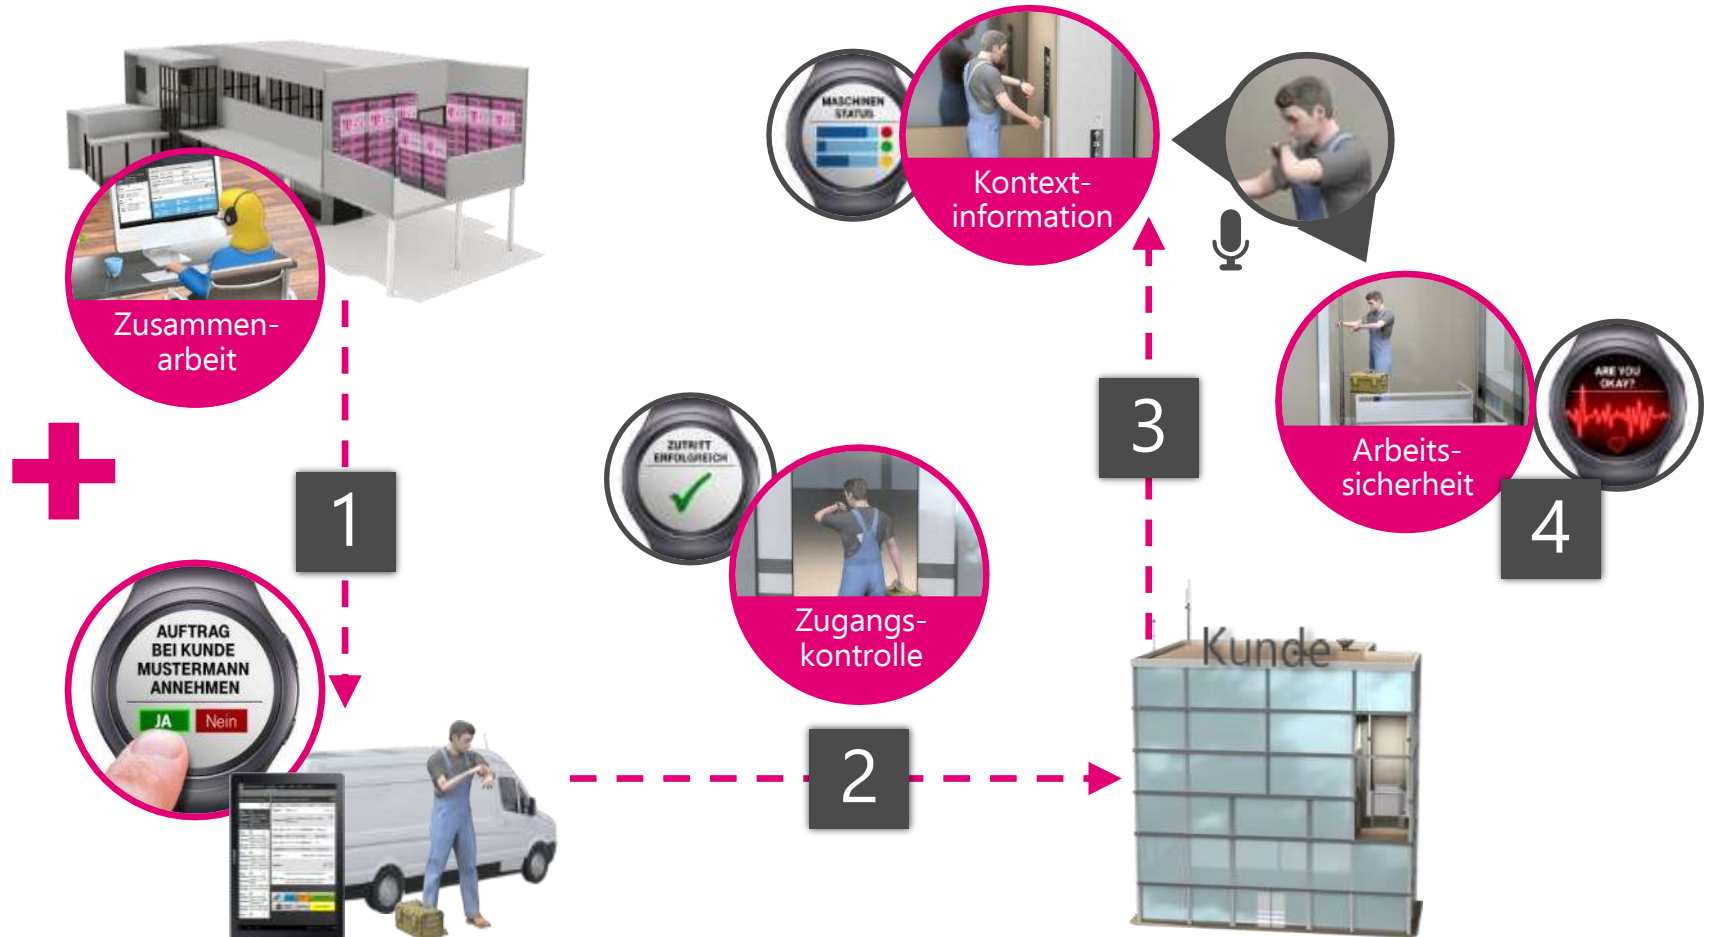 Zusammen-
arbeit
1
AUFTRAG
BEI KUNDE
MUSTERMANN
ANNEHMEN
JA Nein
ZUTRITT
ERFOLGREICH
Zugangs-
kontrolle
2
Kunde
3
MASCHINEN
STATUS
Kontext-
information
Arbeits-
sicherheit
ARE YOU
OKAY?
4